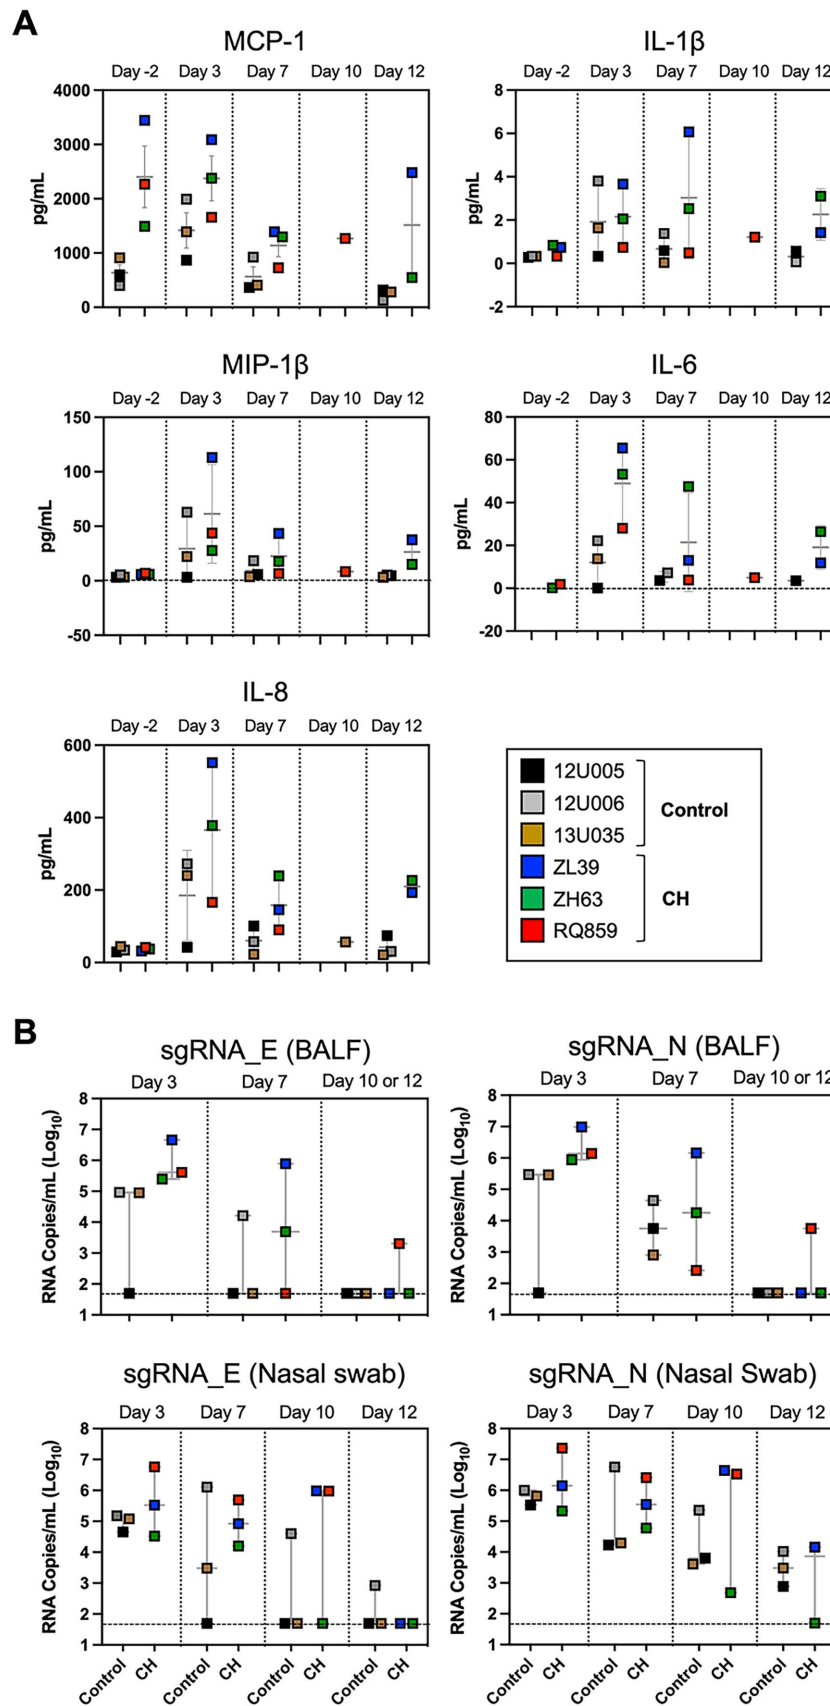 A
MCP-1
Day -2 Day 3 Day 7 Day 10 Day 12
pg/mL
4000
3000
2000
1000
0
IL-1β
Day -2 Day 3 Day 7 Day 10 Day 12
pg/mL
8
6
4
2
0
-2
MIP-1β
Day -2 Day 3 Day 7 Day 10 Day 12
pg/mL
150
100
50
0
-50
IL-6
Day -2 Day 3 Day 7 Day 10 Day 12
pg/mL
80
60
40
20
0
-20
IL-8
Day -2 Day 3 Day 7 Day 10 Day 12
pg/mL
600
400
200
0
12U005
12U006
13U035
Control
ZL39
ZH63
RQ859
CH
B
sgRNA_E (BALF)
Day 3 Day 7 Day 10 or 12
RNA Copies/mL (Log10)
8
7
6
5
4
3
2
1
sgRNA_N (BALF)
Day 3 Day 7 Day 10 or 12
RNA Copies/mL (Log10)
8
7
6
5
4
3
2
1
sgRNA_E (Nasal swab)
Day 3 Day 7 Day 10 Day 12
RNA Copies/mL (Log10)
8
7
6
5
4
3
2
1
Control CH Control CH Control CH Control CH
sgRNA_N (Nasal Swab)
Day 3 Day 7 Day 10 Day 12
RNA Copies/mL (Log10)
8
7
6
5
4
3
2
1
Control CH Control CH Control CH Control CH